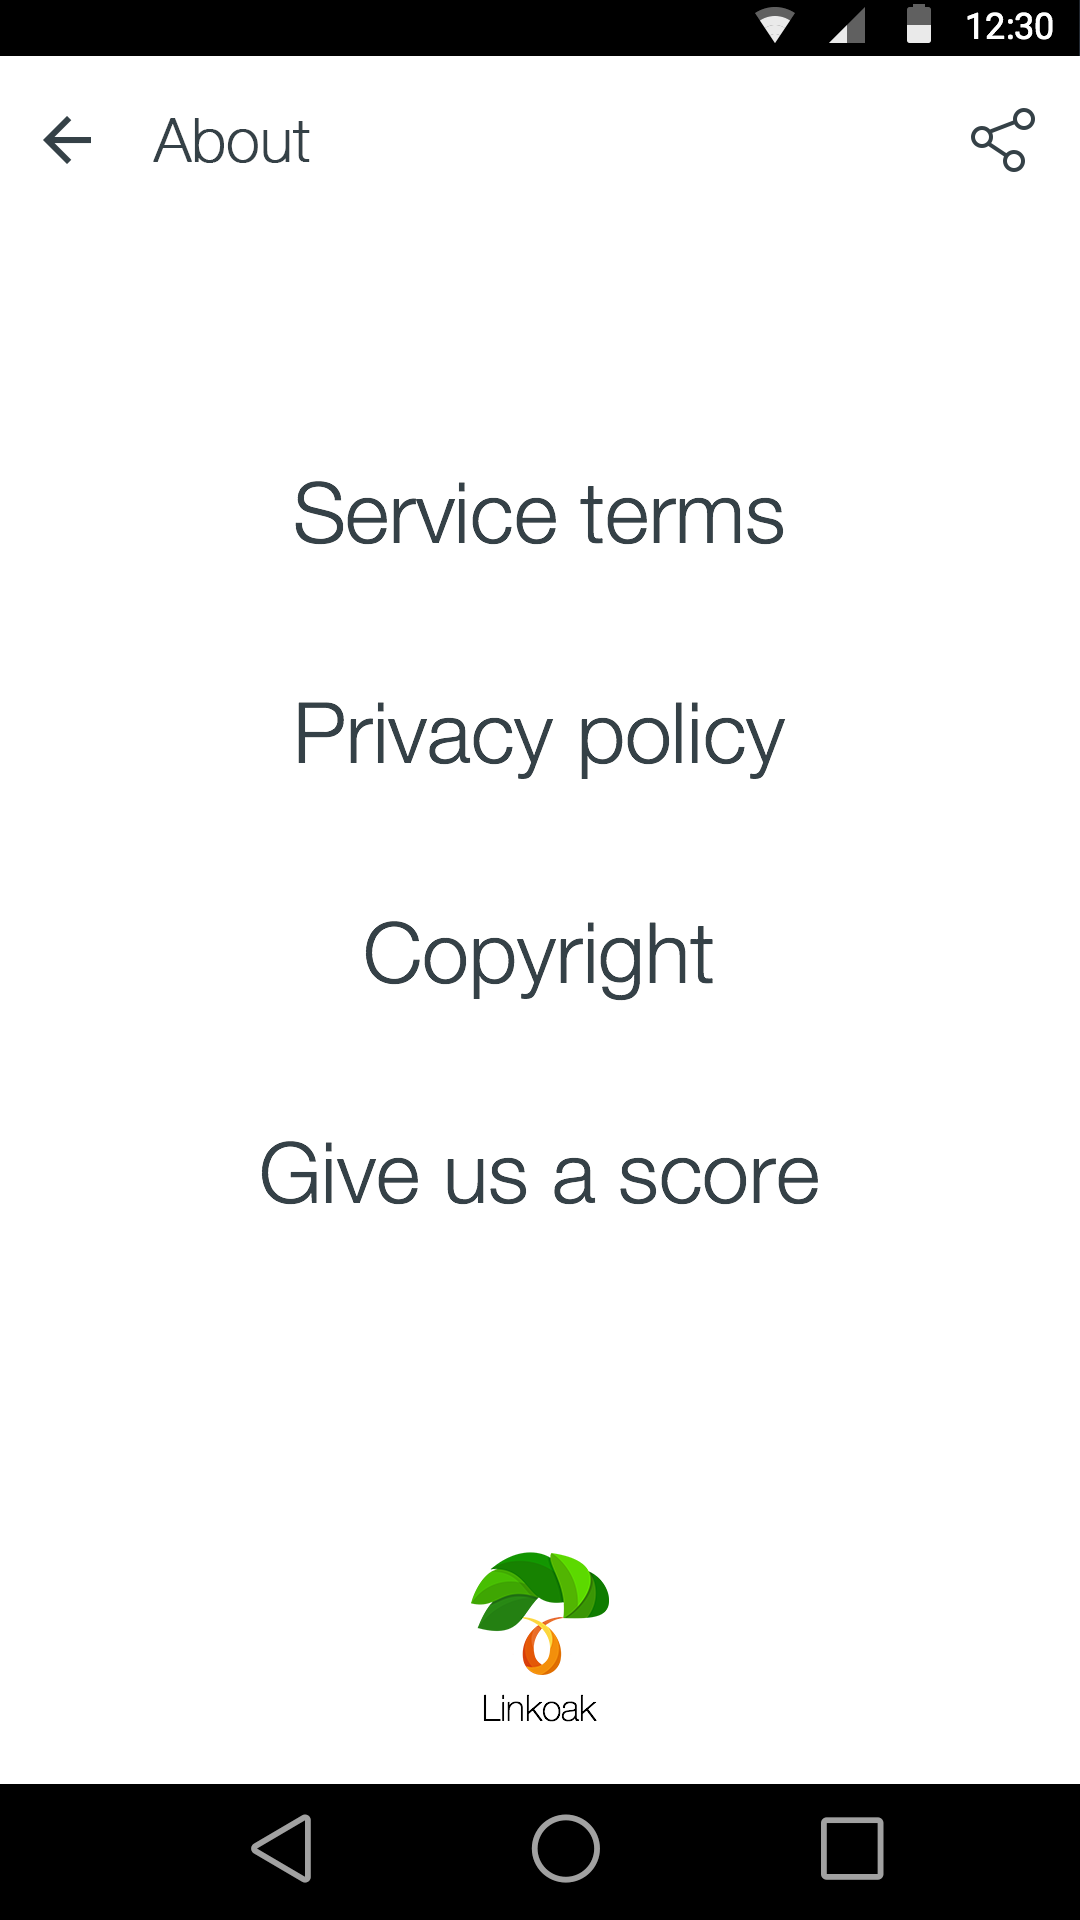 12:30
About
Service terms
Privacy policy
Copyright
Give us a score
Linkoak